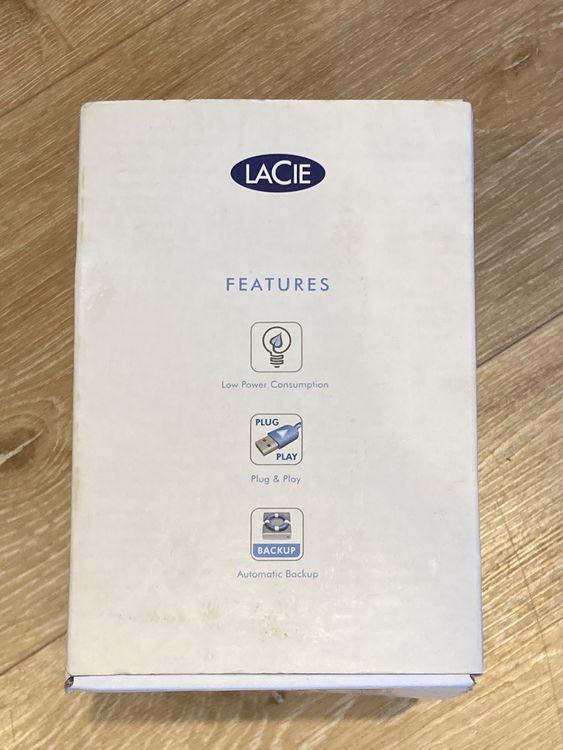 LACIE
FEATURES
Low Power Consumption
PLUG
PLAY
Plug & Play
BACKUP
Automatic Backup